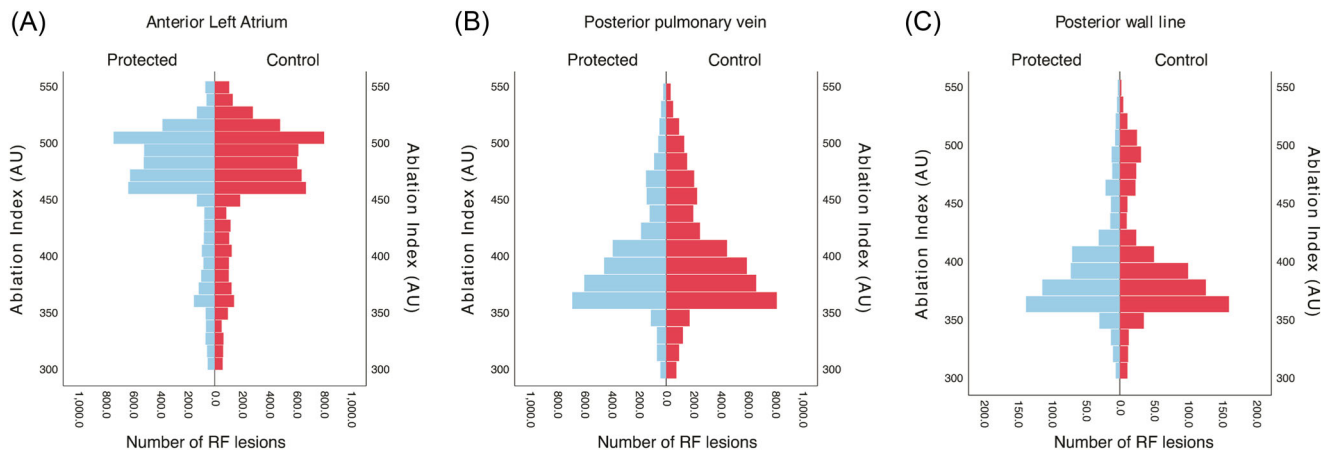 (A)
Anterior Left Atrium
Protected
Control
Ablation Index (AU)
550
500
450
400
350
300
550
500
450
400
350
300
Ablation Index (AU)
1,000.0 800.0 600.0 400.0 200.0 0.0 200.0 400.0 600.0 800.0 1,000.0
Number of RF lesions
(B)
Posterior pulmonary vein
Protected
Control
Ablation Index (AU)
550
500
450
400
350
300
550
500
450
400
350
300
Ablation Index (AU)
1,000.0 800.0 600.0 400.0 200.0 0.0 200.0 400.0 600.0 800.0 1,000.0
Number of RF lesions
(C)
Posterior wall line
Protected
Control
Ablation Index (AU)
550
500
450
400
350
300
550
500
450
400
350
300
Ablation Index (AU)
200.0 150.0 100.0 50.0 0.0 50.0 100.0 150.0 200.0
Number of RF lesions